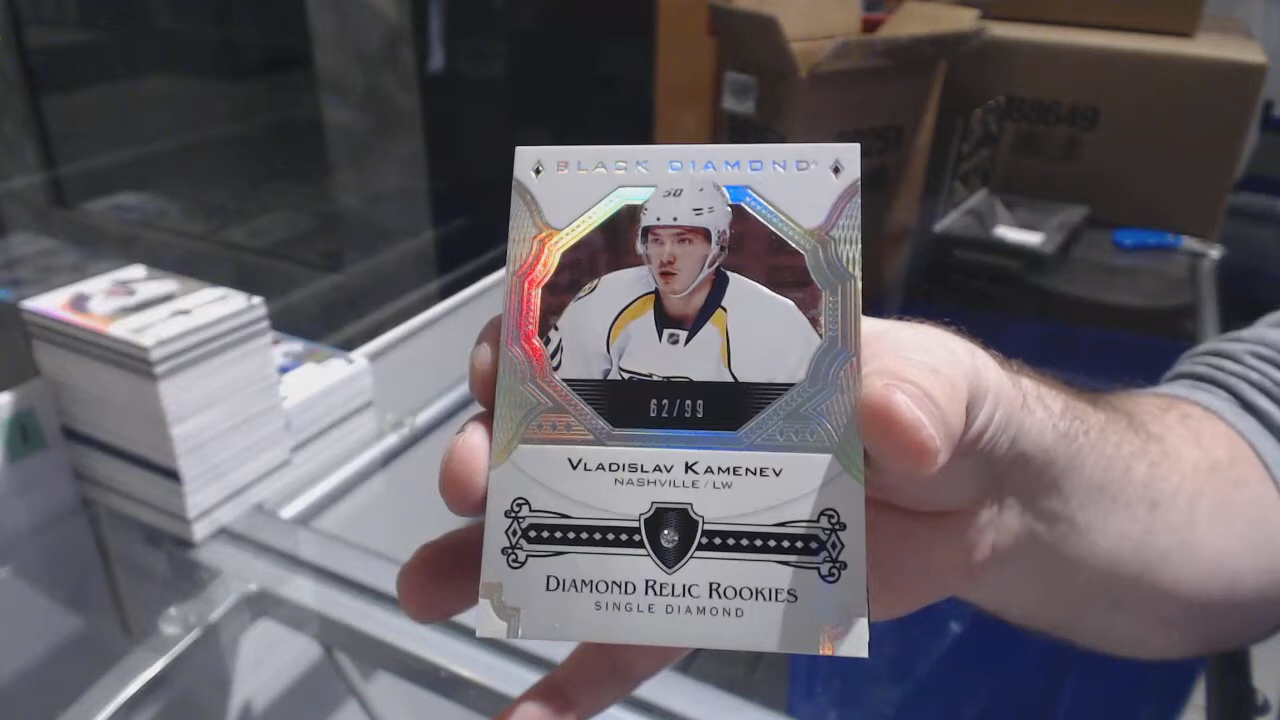 BLACK DIAMOND
50
62/99
VLADISLAV KAMENEV
NASHVILLE / LW
DIAMOND RELIC ROOKIES
SINGLE DIAMOND